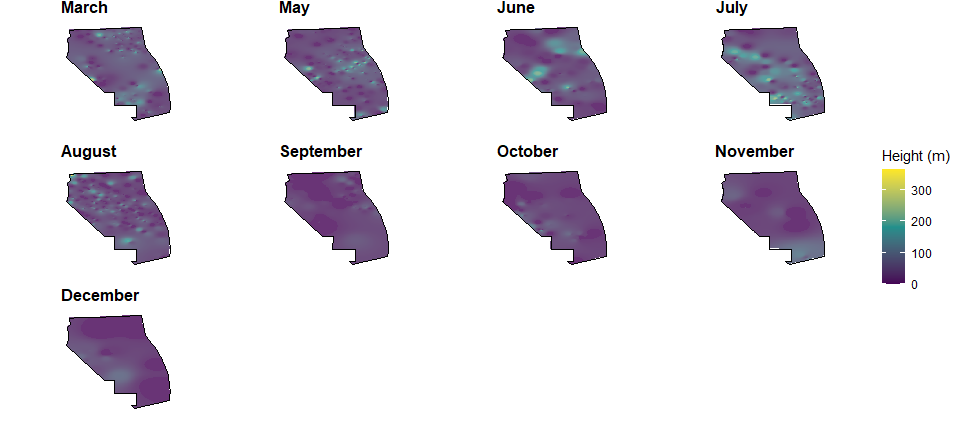 March
May
June
July
August
September
October
November
Height (m)
300
200
100
0
December